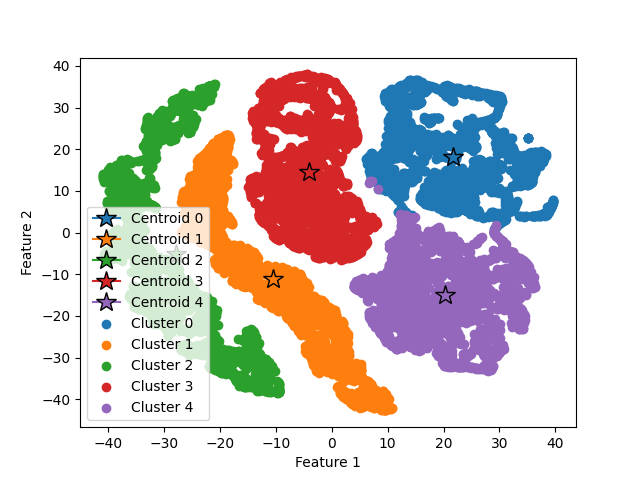 40
30
20
10
0
−10
−20
−30
−40
Feature 2
Centroid 0
Centroid 1
Centroid 2
Centroid 3
Centroid 4
Cluster 0
Cluster 1
Cluster 2
Cluster 3
Cluster 4
−40 −30 −20 −10 0 10 20 30 40
Feature 1